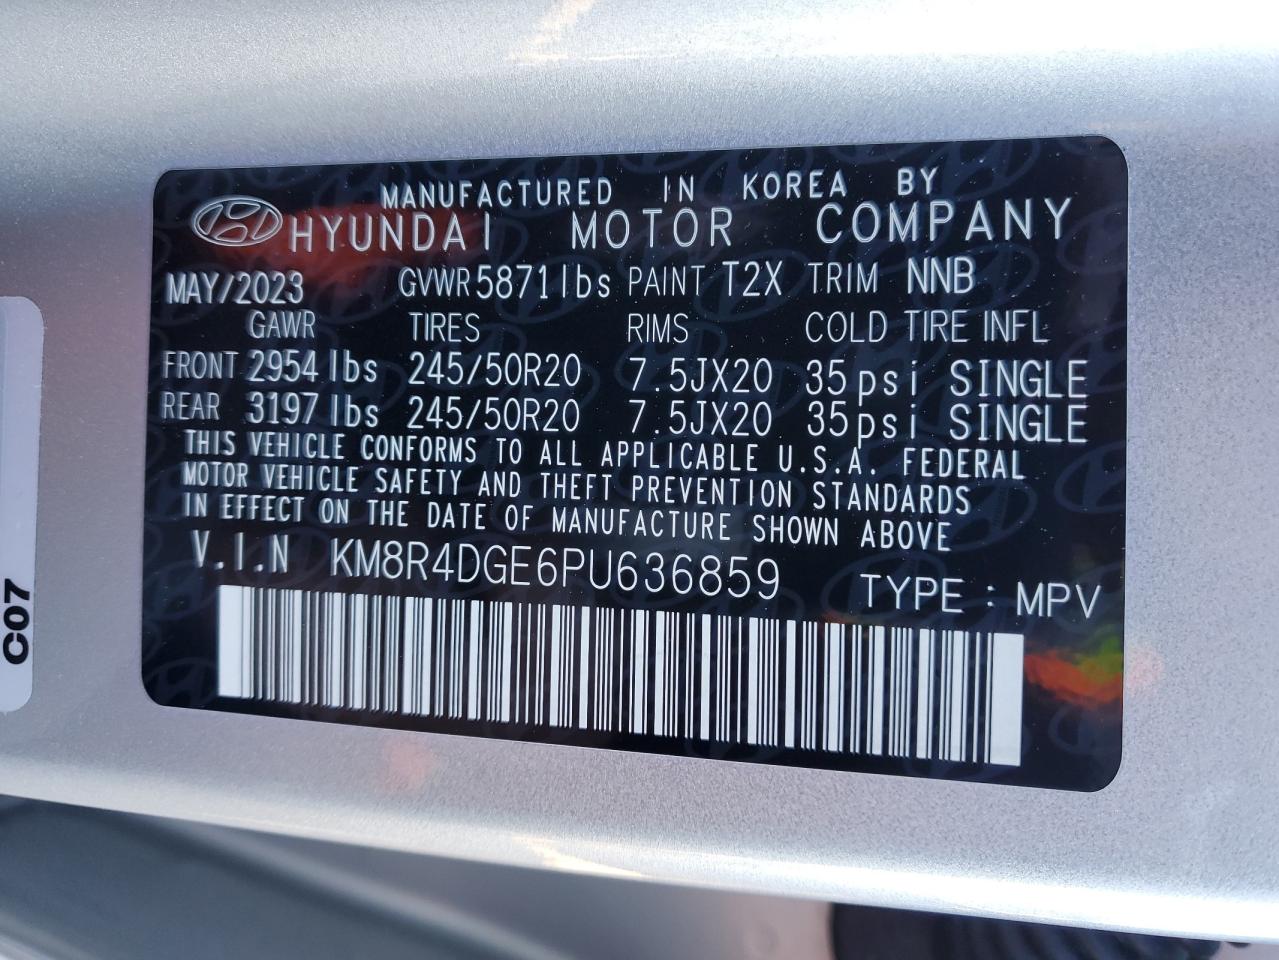 MANUFACTURED IN KOREA BY
HYUNDAI MOTOR COMPANY
MAY/2023 GVWR 5871lbs PAINT T2X TRIM NNB
GAWR TIRES RIMS COLD TIRE INFL
FRONT 2954 lbs 245/50R20 7.5JX20 35psi SINGLE
REAR 3197 lbs 245/50R20 7.5JX20 35psi SINGLE
THIS VEHICLE CONFORMS TO ALL APPLICABLE U.S.A. FEDERAL
MOTOR VEHICLE SAFETY AND THEFT PREVENTION STANDARDS
IN EFFECT ON THE DATE OF MANUFACTURE SHOWN ABOVE
V.I.N KM8R4DGE6PU636859 TYPE : MPV
C07